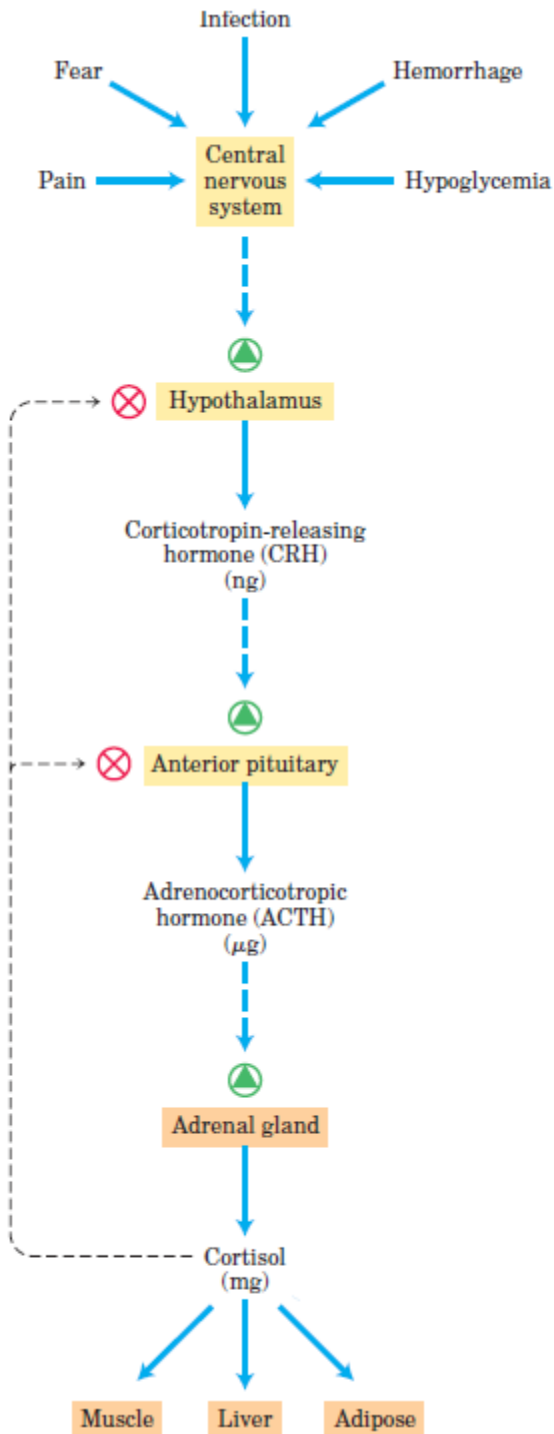 Infection
Fear
Hemorrhage
Central
nervous
system
Pain
Hypoglycemia
Hypothalamus
Corticotropin-releasing
hormone (CRH)
(ng)
Anterior pituitary
Adrenocorticotropic
hormone (ACTH)
(μg)
Adrenal gland
Cortisol
(mg)
Muscle
Liver
Adipose